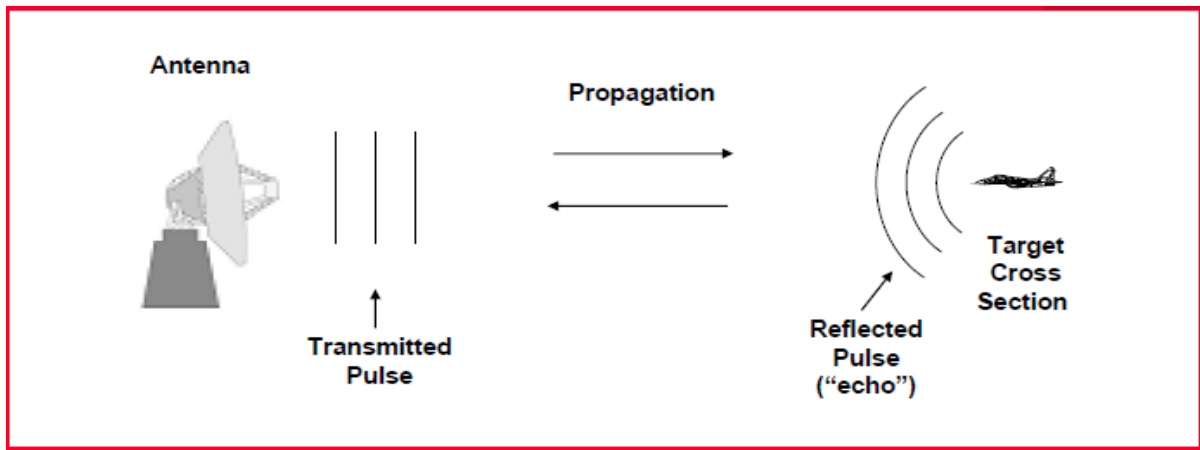 Antenna
Propagation
Transmitted
Pulse
Reflected
Pulse
(“echo”)
Target
Cross
Section